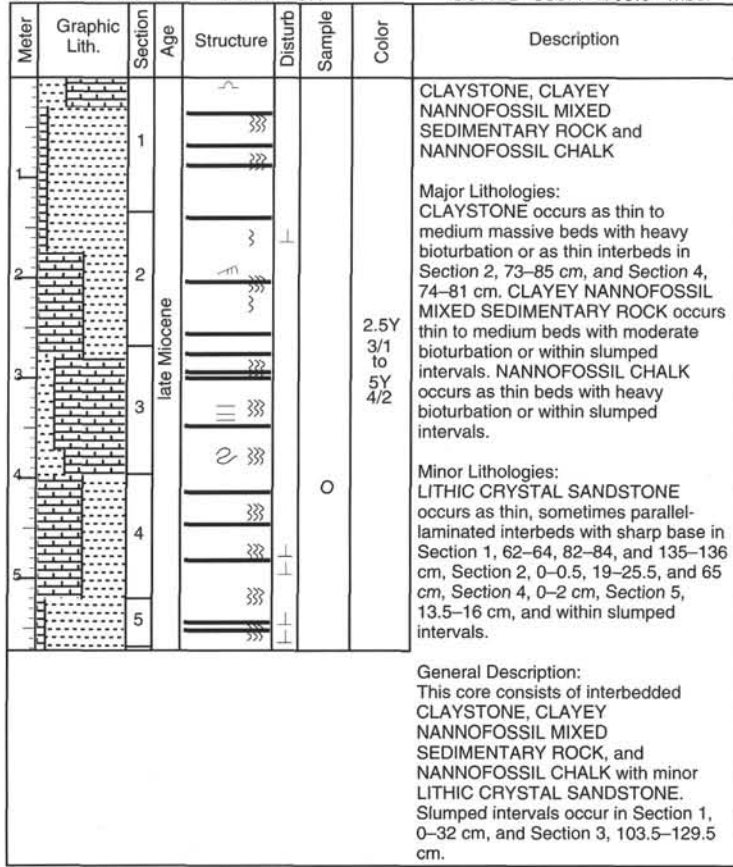 Meter
Graphic
Lith.
Section
Age
Structure
Disturb
Sample
Color
Description
1
2
3
4
5
1
2
3
4
5
late Miocene
O
2.5Y
3/1
to
5Y
4/2
CLAYSTONE, CLAYEY
NANNOFOSSIL MIXED
SEDIMENTARY ROCK and
NANNOFOSSIL CHALK
Major Lithologies:
CLAYSTONE occurs as thin to
medium massive beds with heavy
bioturbation or as thin interbeds in
Section 2, 73–85 cm, and Section 4,
74–81 cm. CLAYEY NANNOFOSSIL
MIXED SEDIMENTARY ROCK occurs
thin to medium beds with moderate
bioturbation or within slumped
intervals. NANNOFOSSIL CHALK
occurs as thin beds with heavy
bioturbation or within slumped
intervals.
Minor Lithologies:
LITHIC CRYSTAL SANDSTONE
occurs as thin, sometimes parallel-
laminated interbeds with sharp base in
Section 1, 62–64, 82–84, and 135–136
cm, Section 2, 0–0.5, 19–25.5, and 65
cm, Section 4, 0–2 cm, Section 5,
13.5–16 cm, and within slumped
intervals.
General Description:
This core consists of interbedded
CLAYSTONE, CLAYEY
NANNOFOSSIL MIXED
SEDIMENTARY ROCK, and
NANNOFOSSIL CHALK with minor
LITHIC CRYSTAL SANDSTONE.
Slumped intervals occur in Section 1,
0–32 cm, and Section 3, 103.5–129.5
cm.